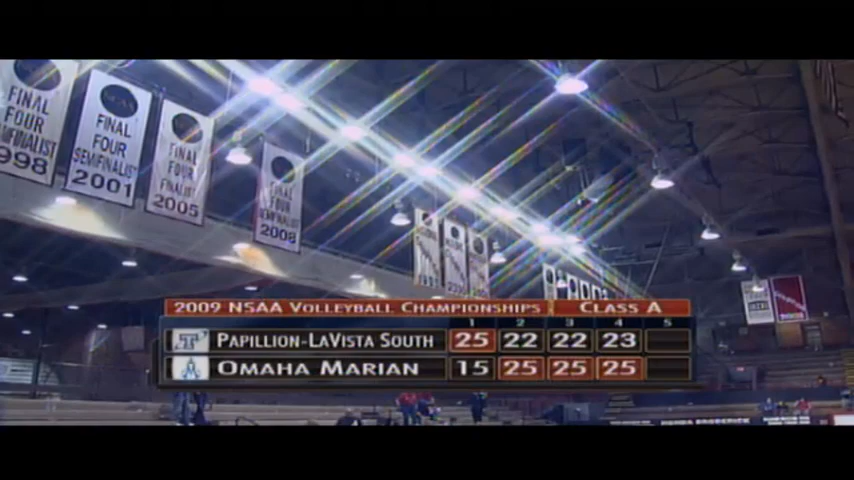 FINAL
FOUR
SEMIFINALIST
1998
FINAL
FOUR
SEMIFINALIST
2001
FINAL
FOUR
FINALIST
2005
FINAL
FOUR
SEMIFINALIST
2008
2009 NSAA VOLLEYBALL CHAMPIONSHIPS CLASS A
1 2 3 4 5
PAPILLION-LAVISTA SOUTH 25 22 22 23
OMAHA MARIAN 15 25 25 25